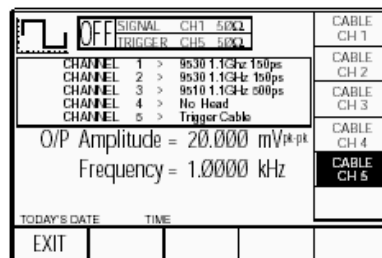 OFF SIGNAL CH1 50Ω
TRIGGER CH5 50Ω
CHANNEL 1 > 9530 1.1Ghz 150ps
CHANNEL 2 > 9530 1.1GHz 150ps
CHANNEL 3 > 9510 1.1GHz 500ps
CHANNEL 4 > No Head
CHANNEL 5 > Trigger Cable
O/P Amplitude = 20.000 mVpk-pk
Frequency = 1.0000 kHz
TODAY'S DATE TIME
EXIT
CABLE
CH 1
CABLE
CH 2
CABLE
CH 3
CABLE
CH 4
CABLE
CH 5